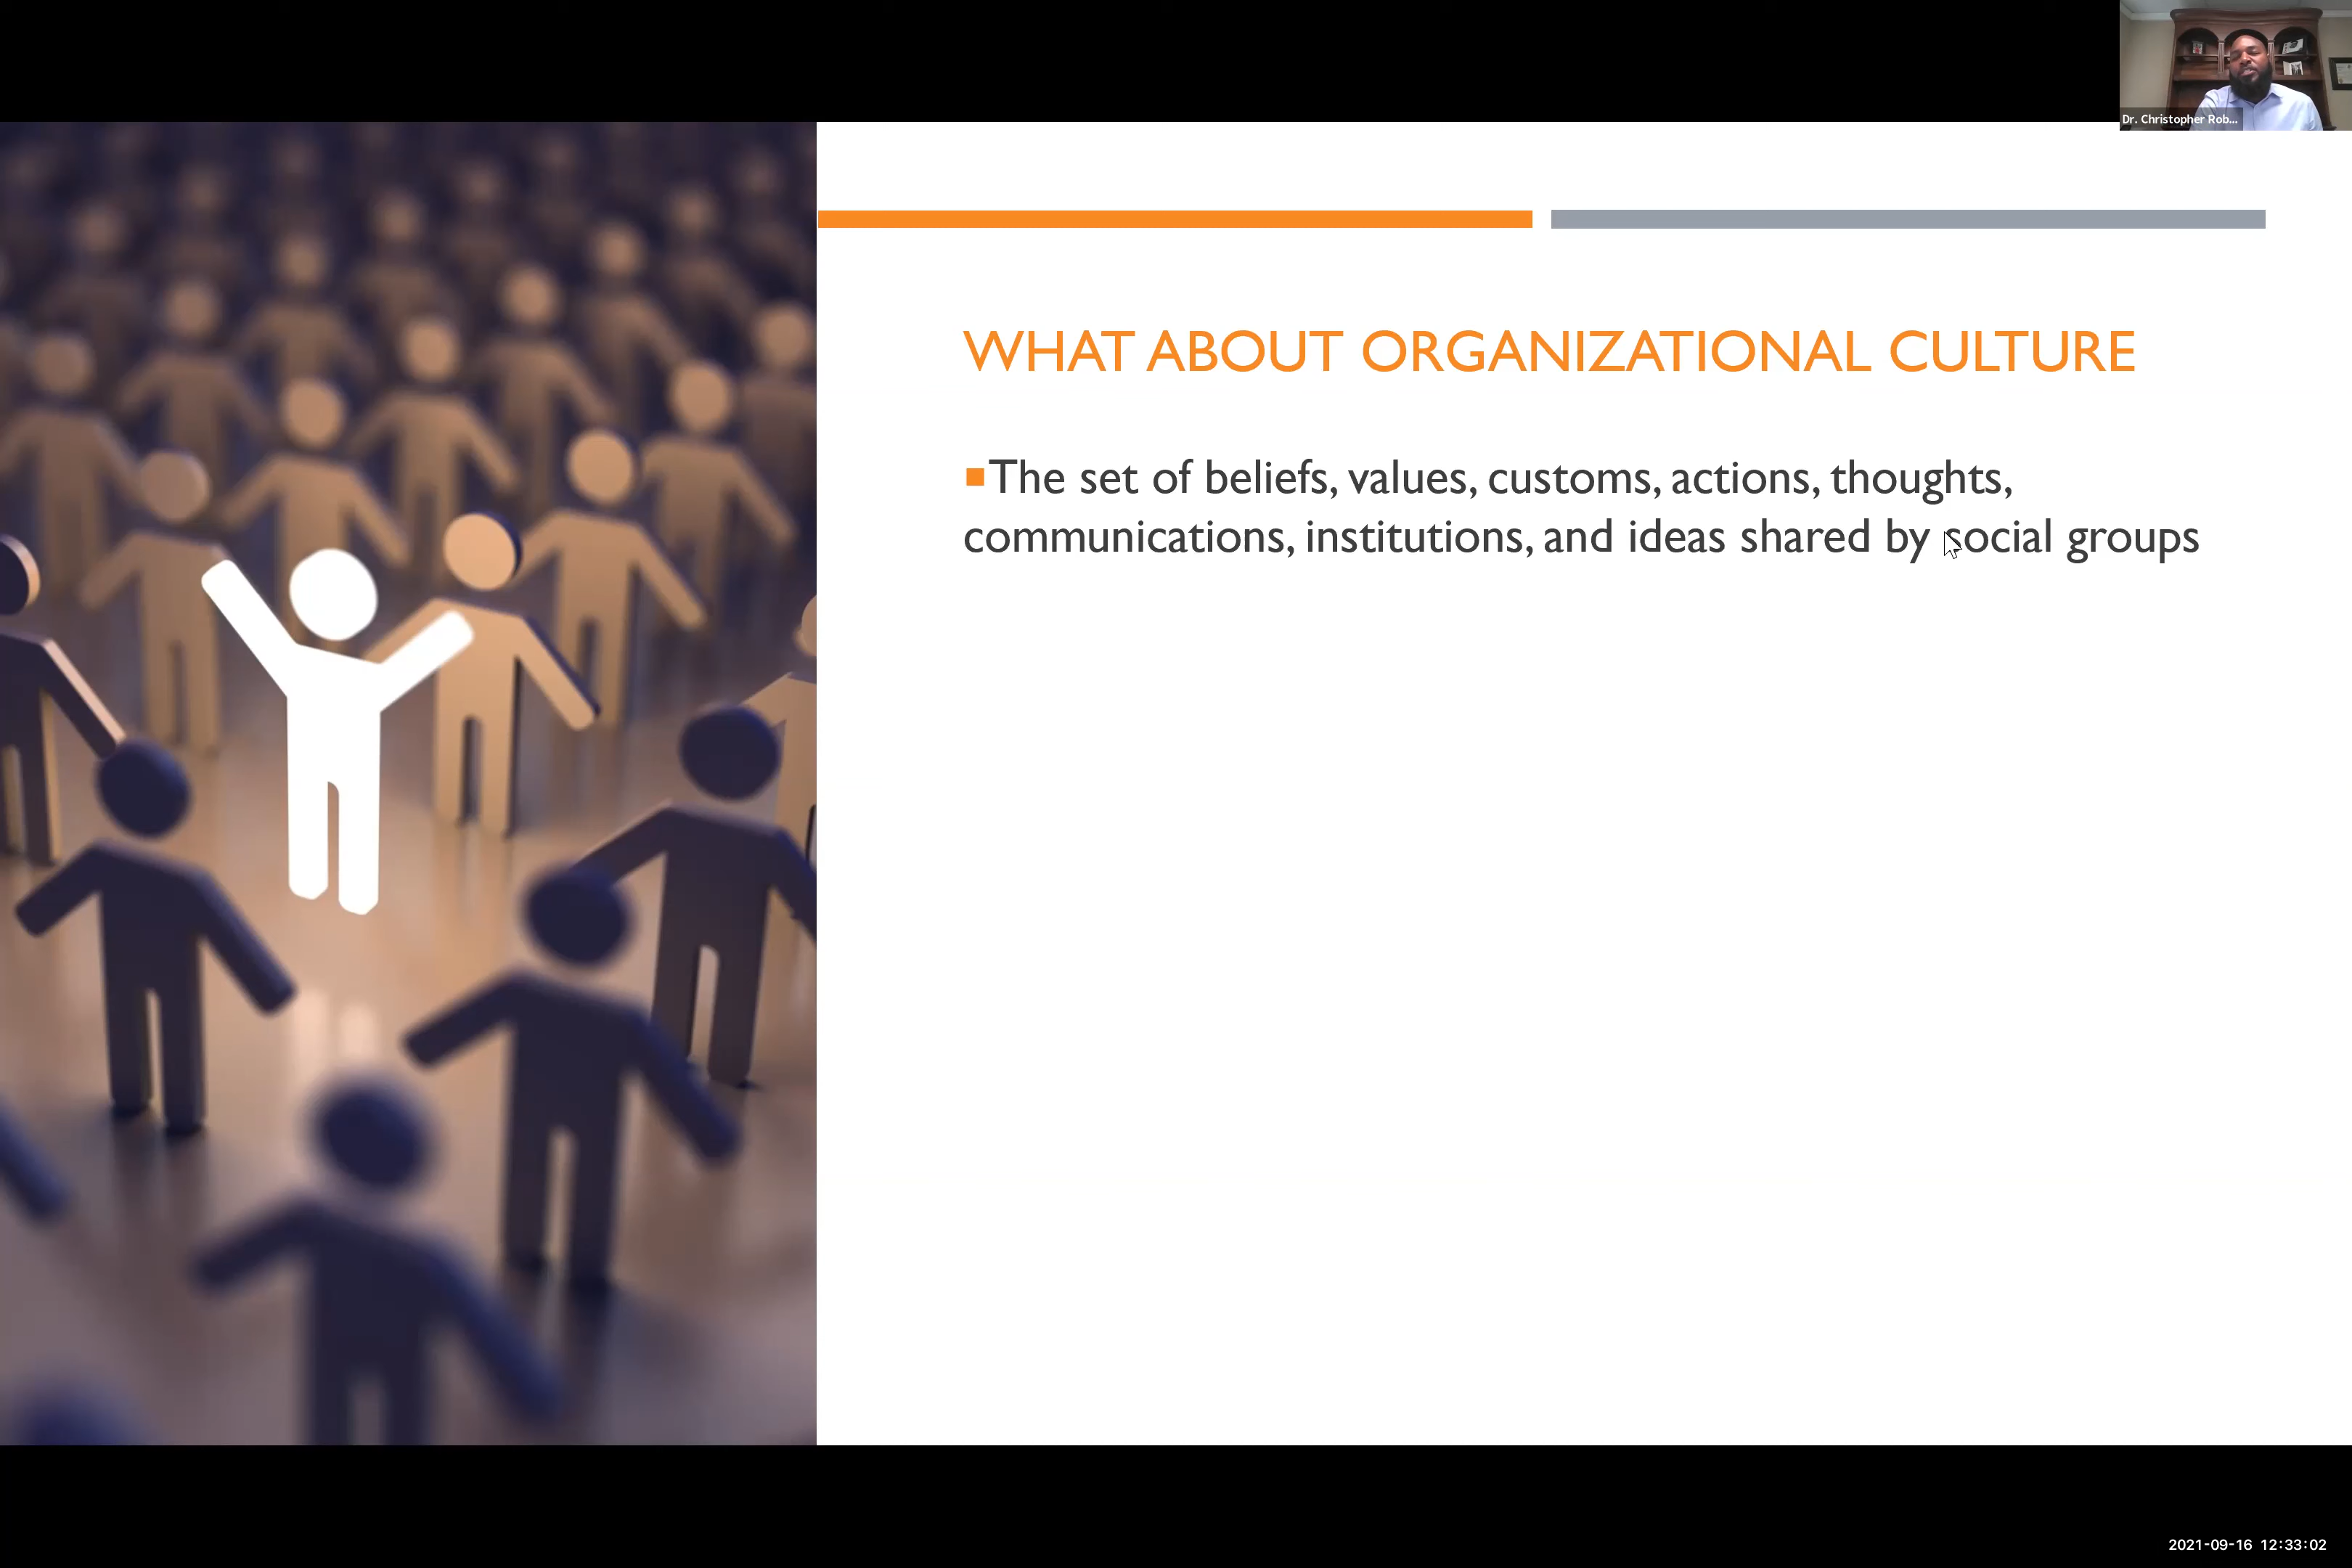 Dr. Christopher Rob...
WHAT ABOUT ORGANIZATIONAL CULTURE
▪The set of beliefs, values, customs, actions, thoughts,
communications, institutions, and ideas shared by social groups
2021-09-16 12:33:02